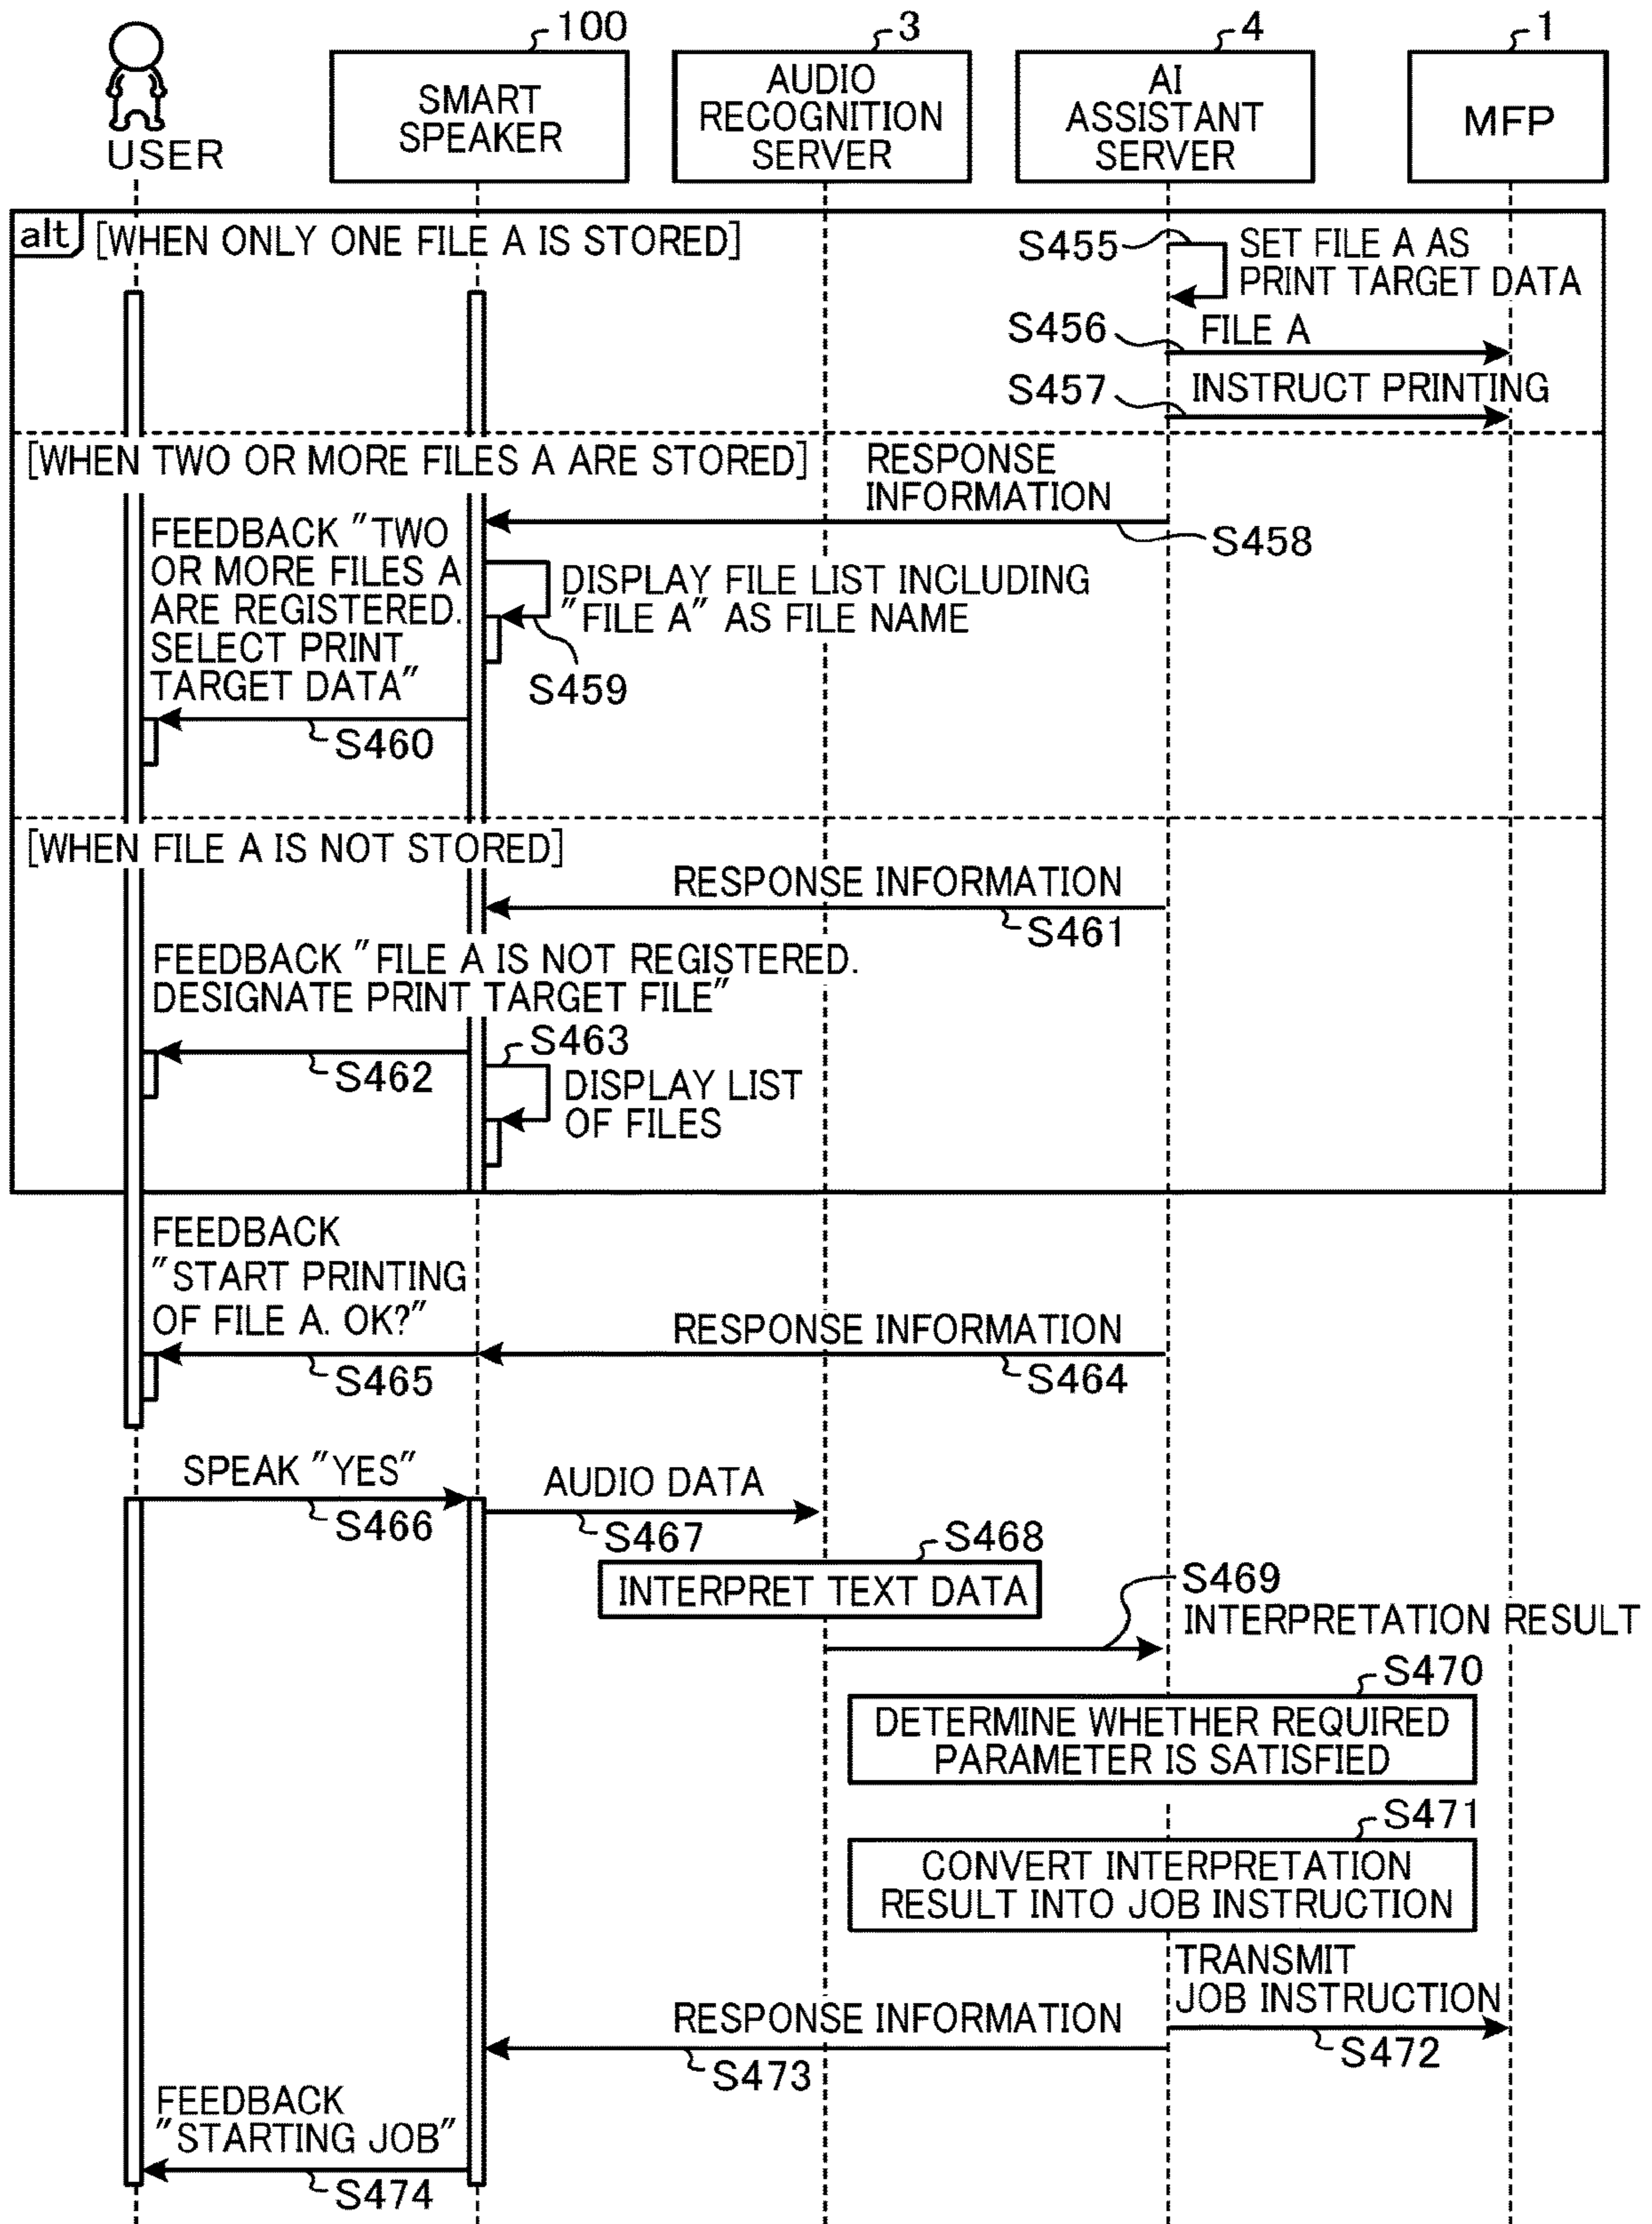 100
3
4
1
USER
SMART
SPEAKER
AUDIO
RECOGNITION
SERVER
AI
ASSISTANT
SERVER
MFP
alt [WHEN ONLY ONE FILE A IS STORED]
S455
SET FILE A AS
PRINT TARGET DATA
S456
FILE A
S457
INSTRUCT PRINTING
[WHEN TWO OR MORE FILES A ARE STORED]
RESPONSE
INFORMATION
S458
FEEDBACK "TWO
OR MORE FILES A
ARE REGISTERED.
SELECT PRINT
TARGET DATA"
DISPLAY FILE LIST INCLUDING
"FILE A" AS FILE NAME
S459
S460
[WHEN FILE A IS NOT STORED]
RESPONSE INFORMATION
S461
FEEDBACK "FILE A IS NOT REGISTERED.
DESIGNATE PRINT TARGET FILE"
S462
S463
DISPLAY LIST
OF FILES
FEEDBACK
"START PRINTING
OF FILE A. OK?"
RESPONSE INFORMATION
S465
S464
SPEAK "YES"
S466
AUDIO DATA
S467
S468
INTERPRET TEXT DATA
S469
INTERPRETATION RESULT
S470
DETERMINE WHETHER REQUIRED
PARAMETER IS SATISFIED
S471
CONVERT INTERPRETATION
RESULT INTO JOB INSTRUCTION
TRANSMIT
JOB INSTRUCTION
S472
RESPONSE INFORMATION
S473
FEEDBACK
"STARTING JOB"
S474